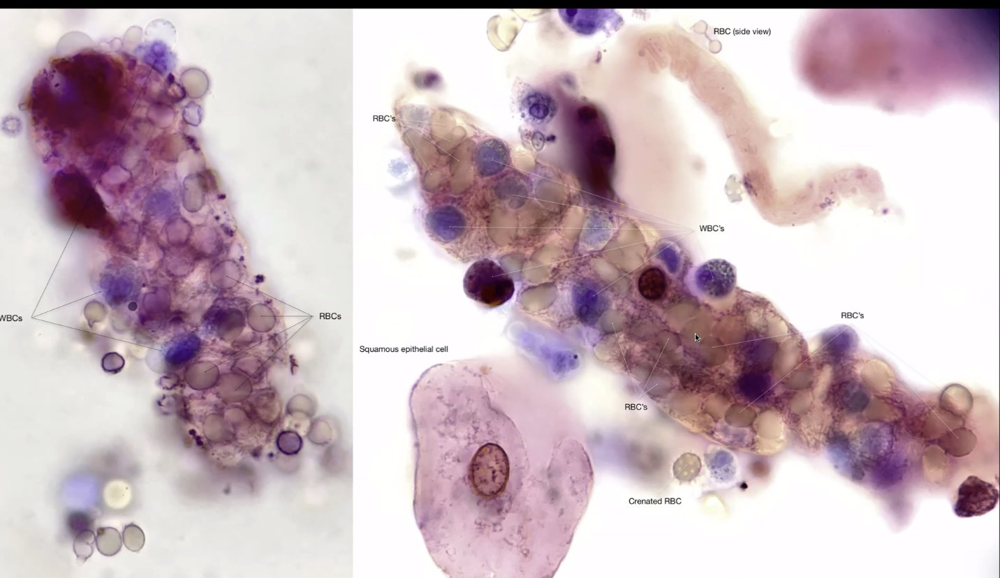 WBCs
RBCs
RBC (side view)
RBC's
WBC's
Squamous epithelial cell
RBC's
RBC's
Crenated RBC